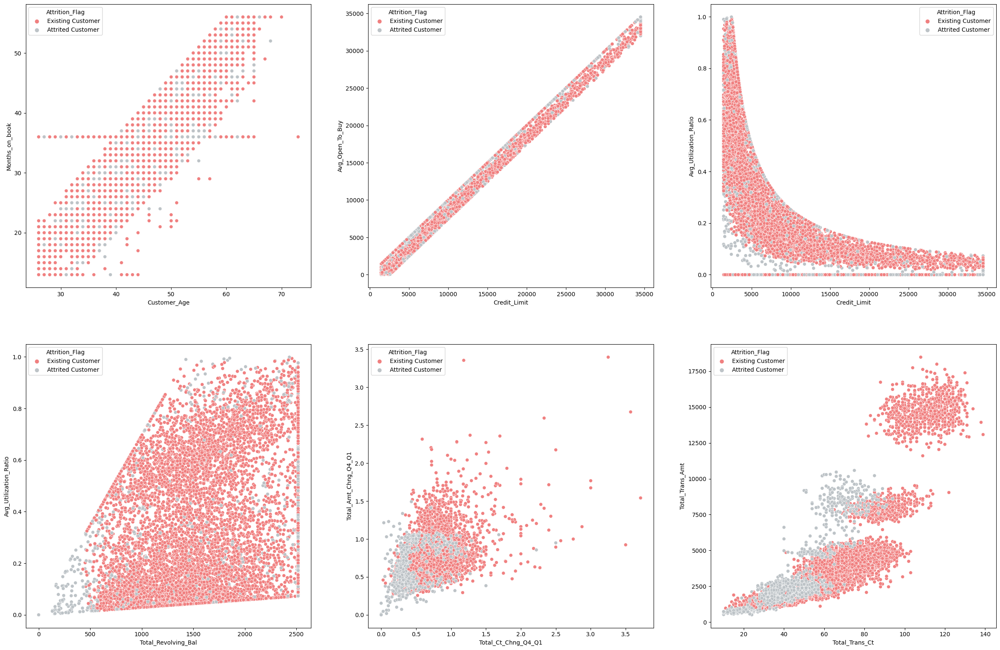 Attrition_Flag
Existing Customer
Attrited Customer
50
40
30
20
Months_on_book
30 40 50 60 70
Customer_Age
Attrition_Flag
Existing Customer
Attrited Customer
35000
30000
25000
20000
15000
10000
5000
0
Avg_Open_To_Buy
0 5000 10000 15000 20000 25000 30000 35000
Credit_Limit
Attrition_Flag
Existing Customer
Attrited Customer
1.0
0.8
0.6
0.4
0.2
0.0
Avg_Utilization_Ratio
0 5000 10000 15000 20000 25000 30000 35000
Credit_Limit
Attrition_Flag
Existing Customer
Attrited Customer
1.0
0.8
0.6
0.4
0.2
0.0
Avg_Utilization_Ratio
0 500 1000 1500 2000 2500
Total_Revolving_Bal
Attrition_Flag
Existing Customer
Attrited Customer
3.5
3.0
2.5
2.0
1.5
1.0
0.5
0.0
Total_Amt_Chng_Q4_Q1
0.0 0.5 1.0 1.5 2.0 2.5 3.0 3.5
Total_Ct_Chng_Q4_Q1
Attrition_Flag
Existing Customer
Attrited Customer
17500
15000
12500
10000
7500
5000
2500
0
Total_Trans_Amt
20 40 60 80 100 120 140
Total_Trans_Ct